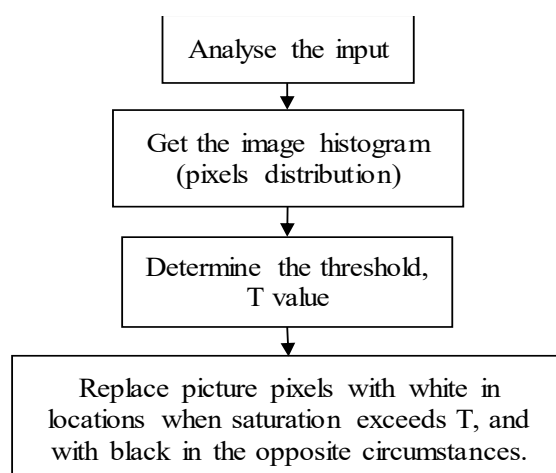 Analyse the input
Get the image histogram
(pixels distribution)
Determine the threshold,
T value
Replace picture pixels with white in
locations when saturation exceeds T, and
with black in the opposite circumstances.